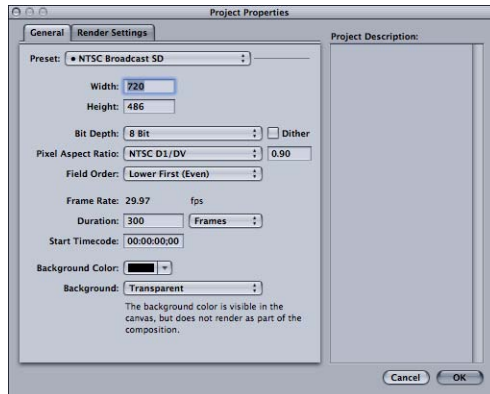 Project Properties
General Render Settings
Project Description:
Preset: • NTSC Broadcast SD
Width: 720
Height: 486
Bit Depth: 8 Bit Dither
Pixel Aspect Ratio: NTSC D1/DV 0.90
Field Order: Lower First (Even)
Frame Rate: 29.97 fps
Duration: 300 Frames
Start Timecode: 00:00:00;00
Background Color:
Background: Transparent
The background color is visible in the
canvas, but does not render as part of the
composition.
Cancel OK